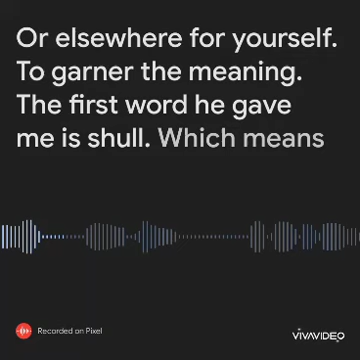 Or elsewhere for yourself.
To garner the meaning.
The first word he gave
me is shull. Which means
Recorded on Pixel
VIVAVIDEO